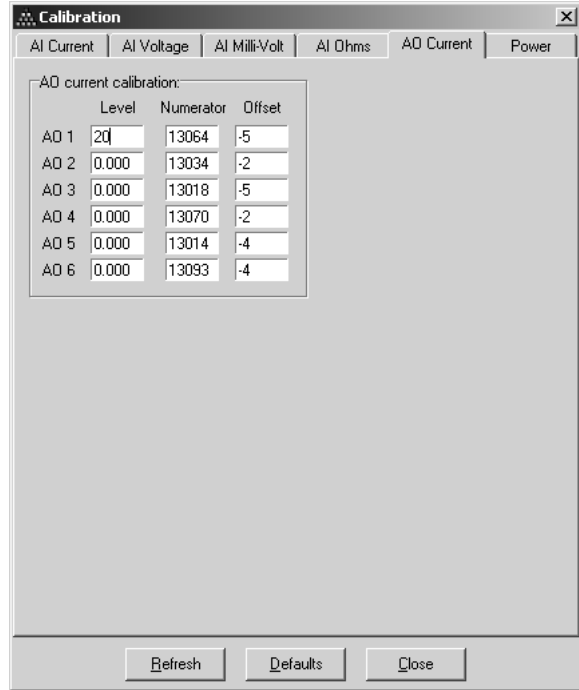 Calibration
AI Current AI Voltage AI Milli-Volt AI Ohms AO Current Power
AO current calibration:
Level Numerator Offset
AO 1 20 13064 -5
AO 2 0.000 13034 -2
AO 3 0.000 13018 -5
AO 4 0.000 13070 -2
AO 5 0.000 13014 -4
AO 6 0.000 13093 -4
Refresh Defaults Close